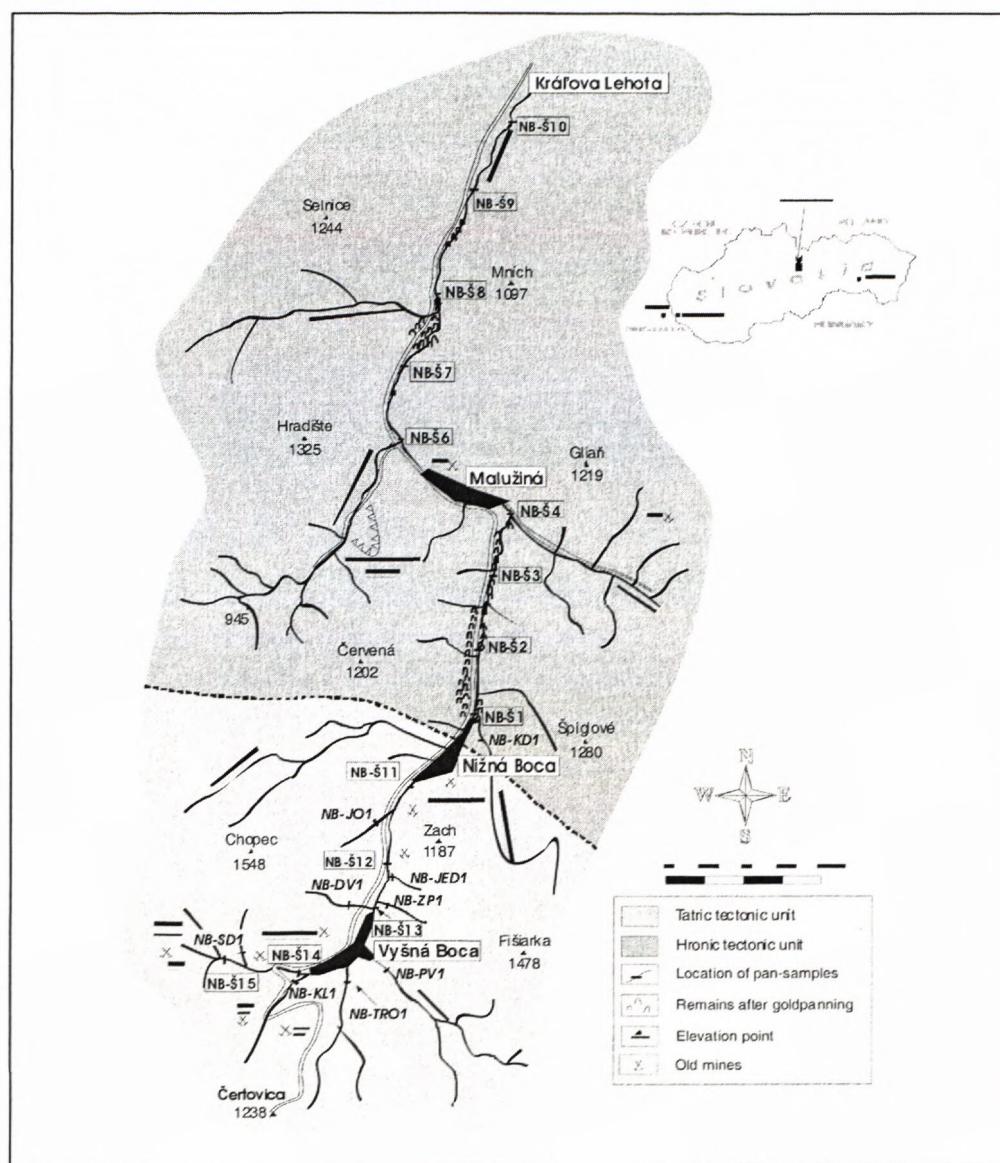 Kráľova Lehota
NB-Š10
NB-Š9
Selnice
1244
Mních
1097
NB-Š8
Slovakia
NB-Š7
Hradište
1325
NB-Š6
Gliaň
1219
Malužiná
NB-Š4
NB-Š3
945
Červená
1202
NB-Š2
NB-Š1
NB-KD1
Špiglové
1280
NB-Š11
Nižná Boca
NB-JO1
Zach
1187
Chopec
1548
NB-Š12
NB-DV1
NB-JED1
NB-ZP1
NB-Š13
NB-SD1
NB-Š14
Vyšná Boca
Fišiarka
1478
NB-Š15
NB-KL1
NB-PV1
NB-TRO1
Čertovica
1238
N
W
E
S
Tatric tectonic unit
Hronic tectonic unit
Location of pan-samples
Remains after goldpanning
Elevation point
Old mines